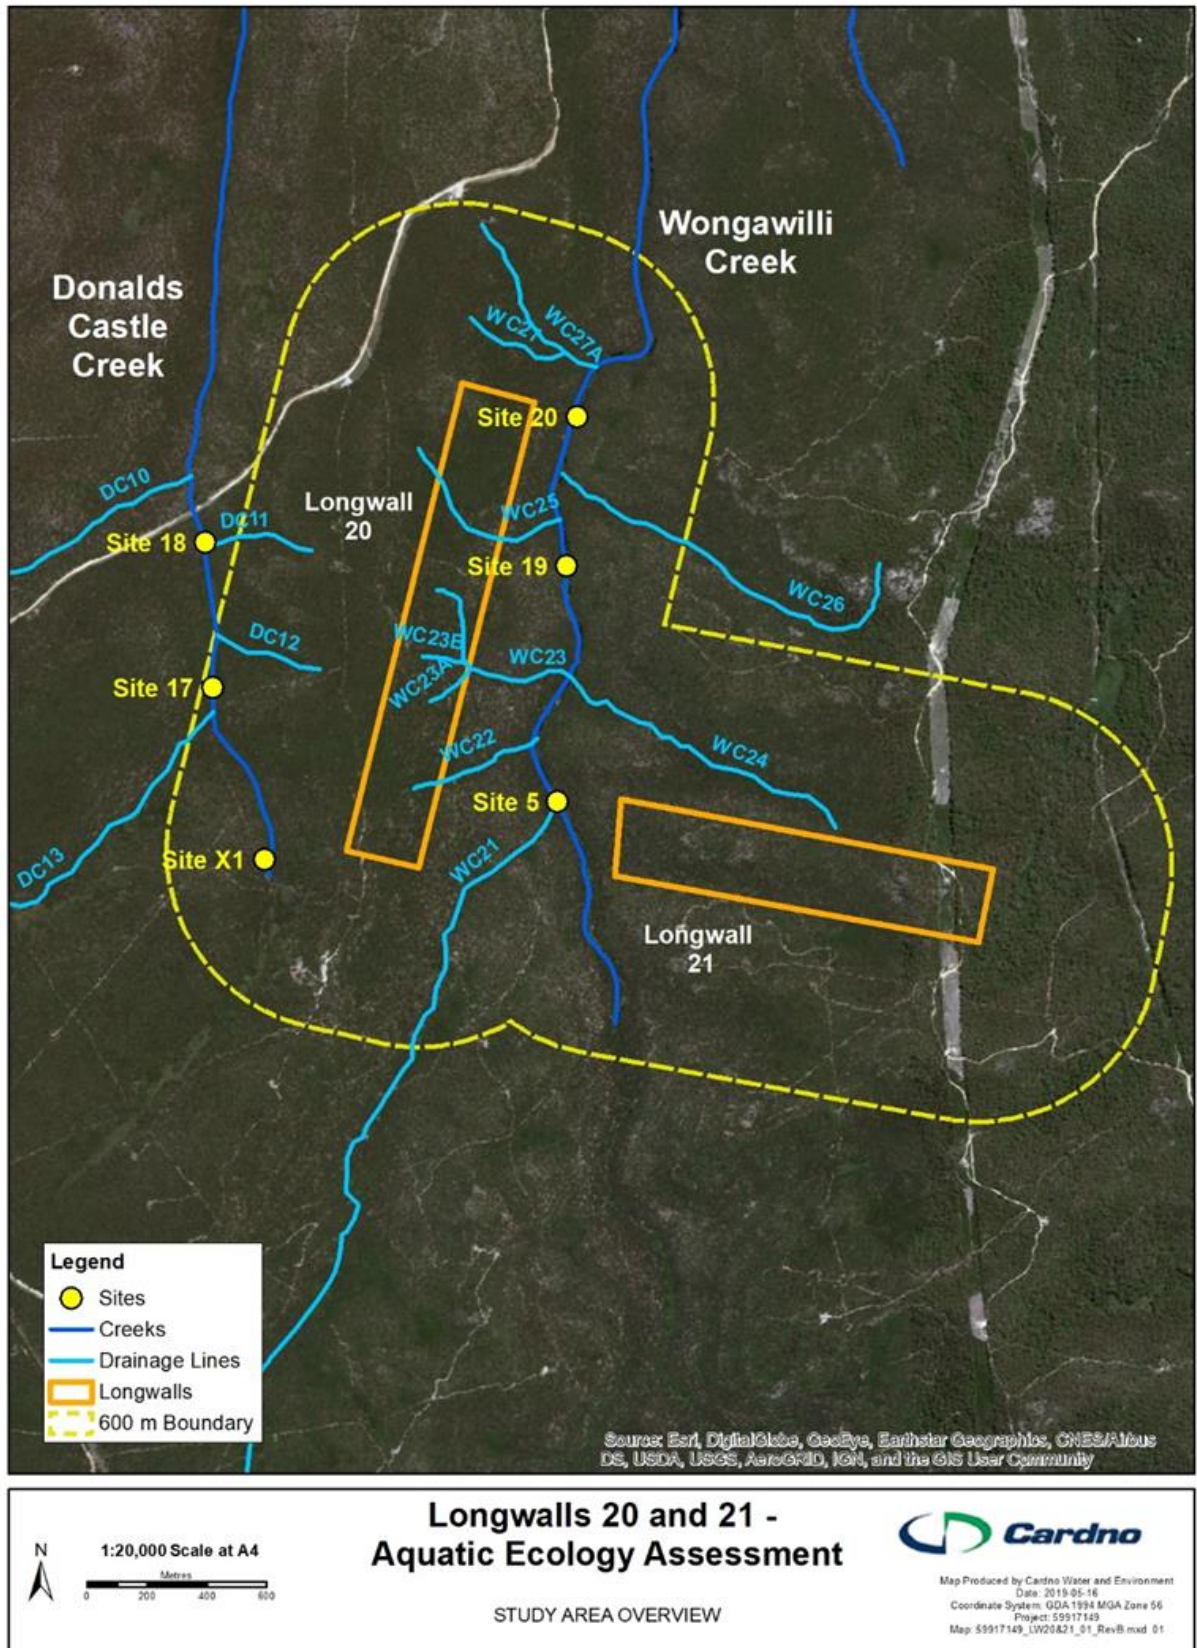 Wongawilli
Creek
Donalds
Castle
Creek
WC27
WC27A
Site 20
DC10
Longwall
20
WC25
DC11
Site 18
Site 19
WC26
DC12
WC23B
WC23
WC23A
Site 17
WC22
WC24
Site 5
DC13
Site X1
WC21
Longwall
21
Legend
Sites
Creeks
Drainage Lines
Longwalls
600 m Boundary
Source: Esri, DigitalGlobe, GeoEye, Earthstar Geographics, CNES/Airbus
DS, USDA, USGS, AeroGRID, IGN, and the GIS User Community
Longwalls 20 and 21 -
Aquatic Ecology Assessment
STUDY AREA OVERVIEW
N
1:20,000 Scale at A4
Metres
0 200 400 600
Cardno
Map Produced by Cardno Water and Environment
Date: 2019-05-16
Coordinate System: GDA 1994 MGA Zone 56
Project: 59917149
Map: 59917149_LW20&21_01_RevB.mxd 01